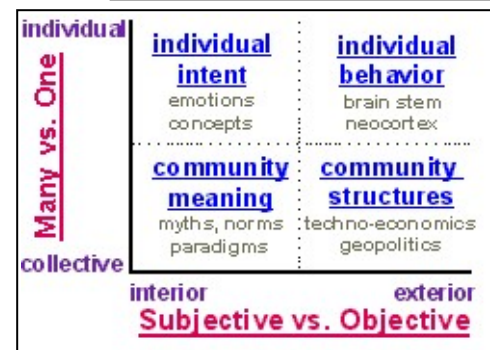 individual
Many vs. One
collective
individual
intent
emotions
concepts
individual
behavior
brain stem
neocortex
community
meaning
myths, norms
paradigms
community
structures
techno-economics
geopolitics
interior exterior
Subjective vs. Objective